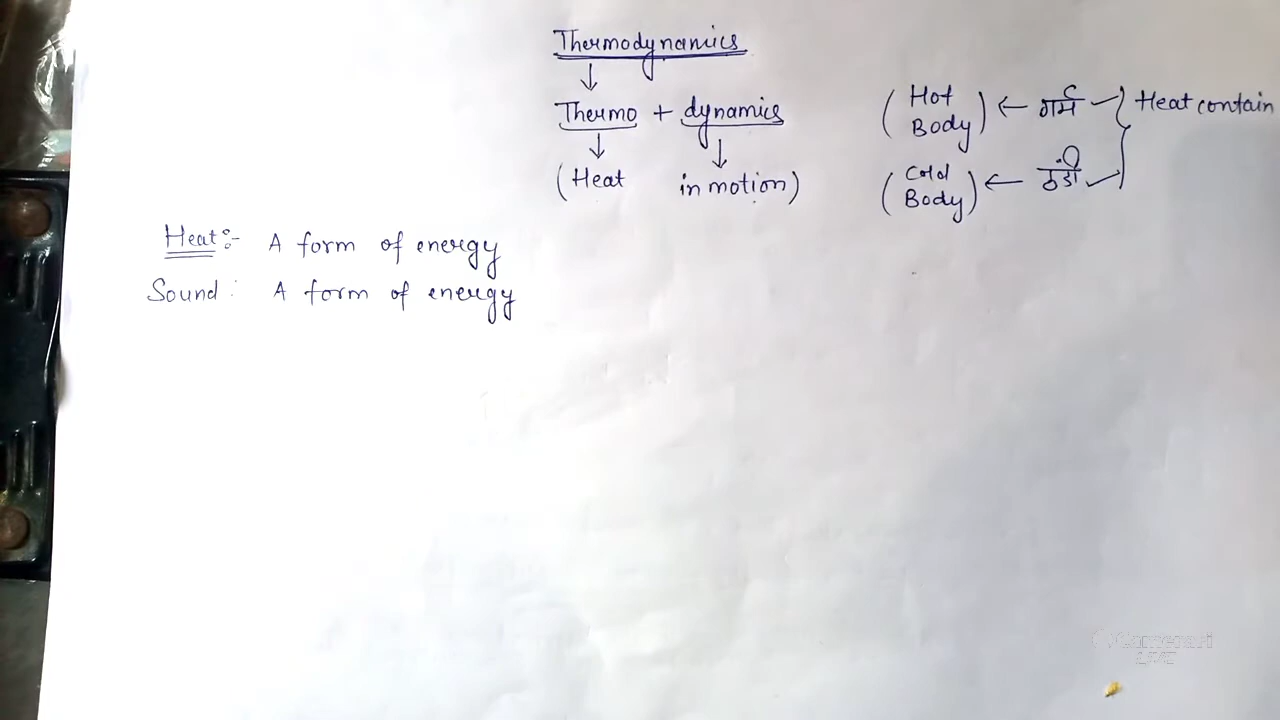 Thermodynamics
↓
Thermo + dynamics
↓ ↓
(Heat in motion)
(Hot Body) ← गर्म } Heat contain
(Cold Body) ← ठंडी
Heat:- A form of energy
Sound: A form of energy